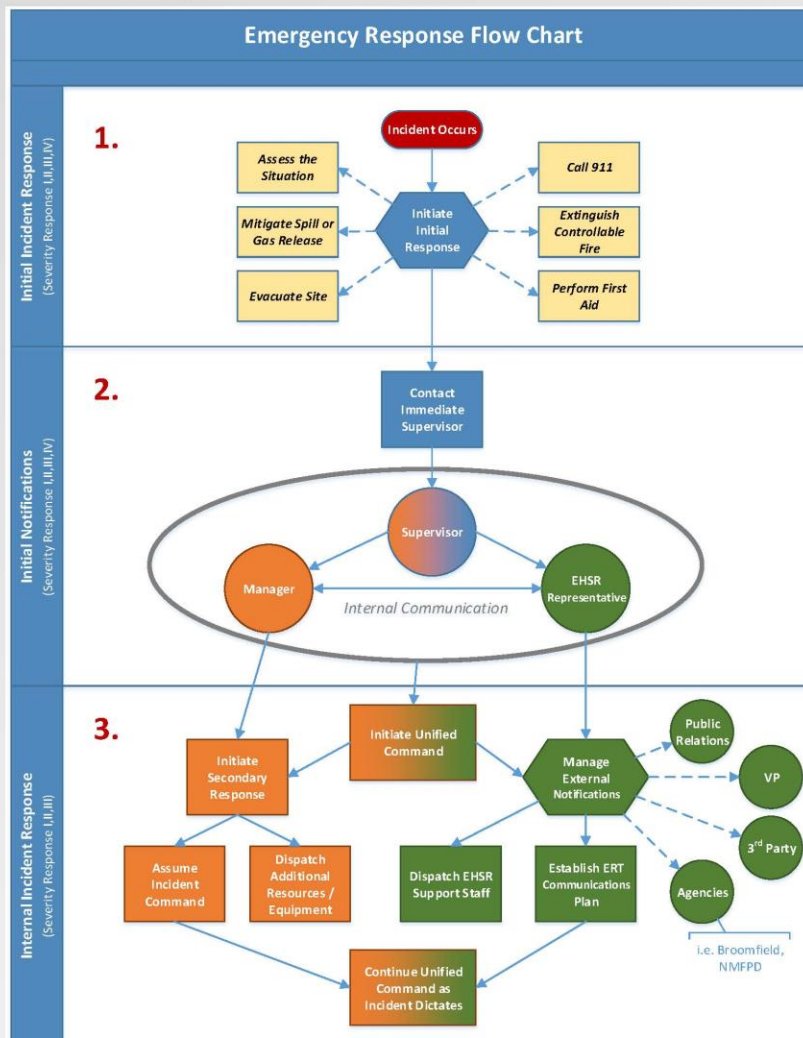 Emergency Response Flow Chart
Initial Incident Response
(Severity Response I,II,III,IV)
1.
Incident Occurs
Assess the
Situation
Call 911
Initiate
Initial
Response
Mitigate Spill or
Gas Release
Extinguish
Controllable
Fire
Evacuate Site
Perform First
Aid
Initial Notifications
(Severity Response I,II,III,IV)
2.
Contact
Immediate
Supervisor
Supervisor
Manager
EHSR
Representative
Internal Communication
Internal Incident Response
(Severity Response I,II,III)
3.
Initiate Unified
Command
Initiate
Secondary
Response
Manage
External
Notifications
Public
Relations
VP
3rd Party
Agencies
i.e. Broomfield,
NMFPD
Assume
Incident
Command
Dispatch
Additional
Resources /
Equipment
Dispatch EHSR
Support Staff
Establish ERT
Communications
Plan
Continue Unified
Command as
Incident Dictates